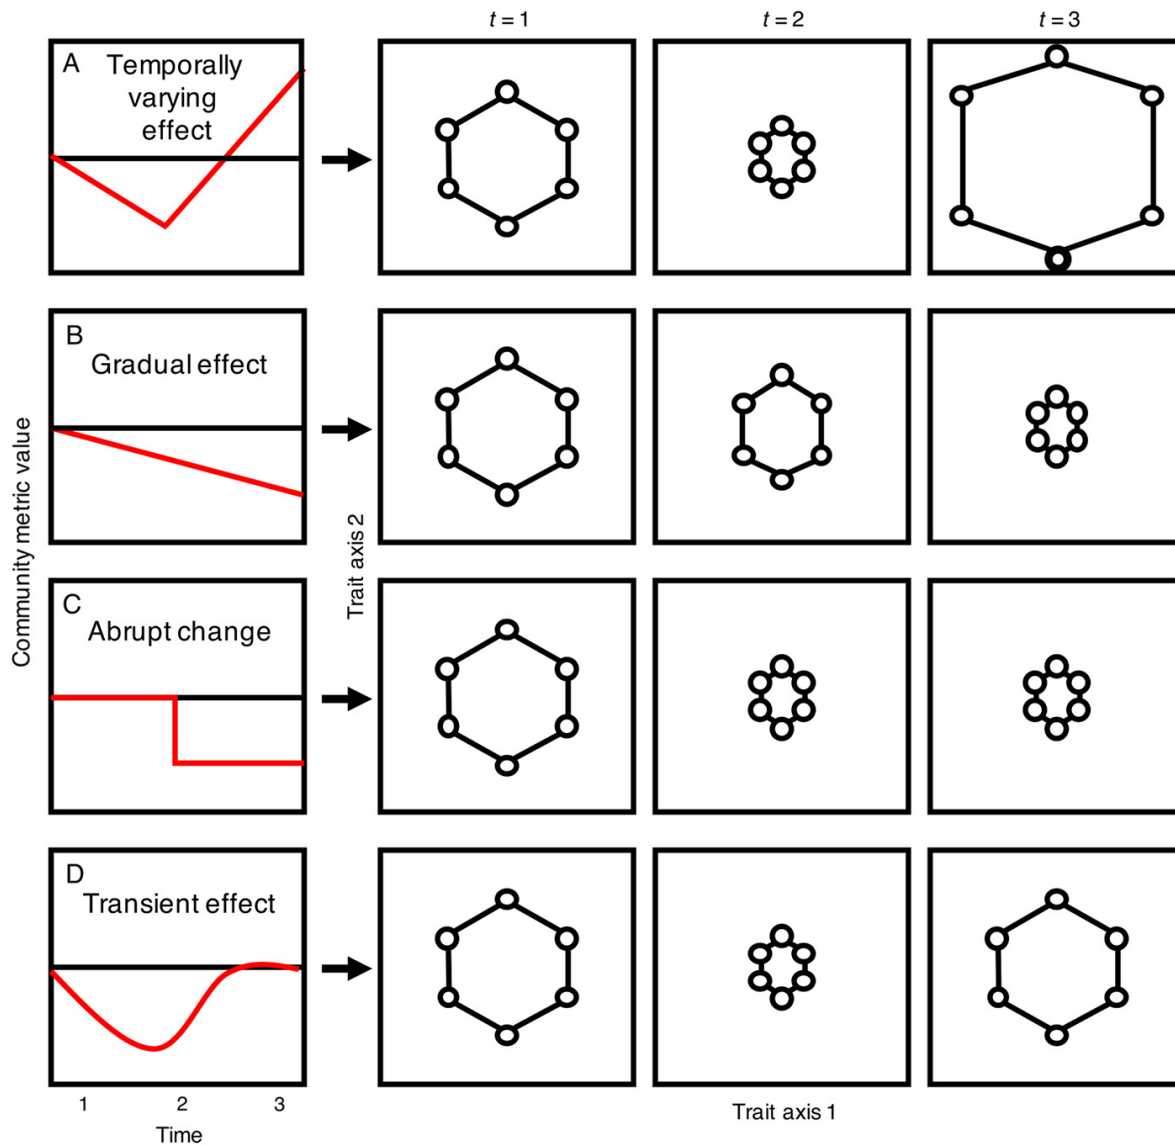 t = 1
t = 2
t = 3
A
Temporally
varying
effect
B
Gradual effect
C
Abrupt change
D
Transient effect
Community metric value
Trait axis 2
1
2
3
Time
Trait axis 1